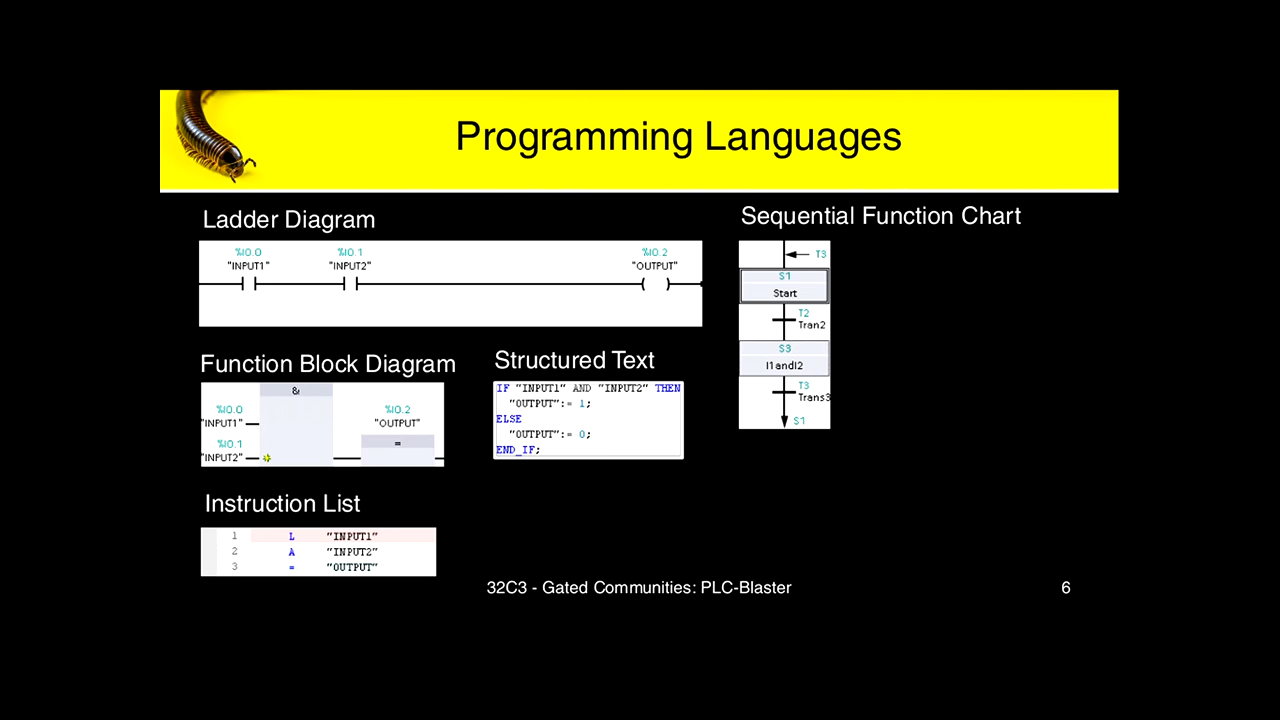 Programming Languages
Ladder Diagram
%I0.0
"INPUT1"
%I0.1
"INPUT2"
%I0.2
"OUTPUT"
Function Block Diagram
&
%I0.0
"INPUT1"
%I0.1
"INPUT2"
%I0.2
"OUTPUT"
=
Structured Text
IF "INPUT1" AND "INPUT2" THEN
"OUTPUT":= 1;
ELSE
"OUTPUT":= 0;
END_IF;
Instruction List
1 L "INPUT1"
2 A "INPUT2"
3 = "OUTPUT"
Sequential Function Chart
T3
S1
Start
T2
Tran2
S3
I1andI2
T3
Trans3
S1
32C3 - Gated Communities: PLC-Blaster
6